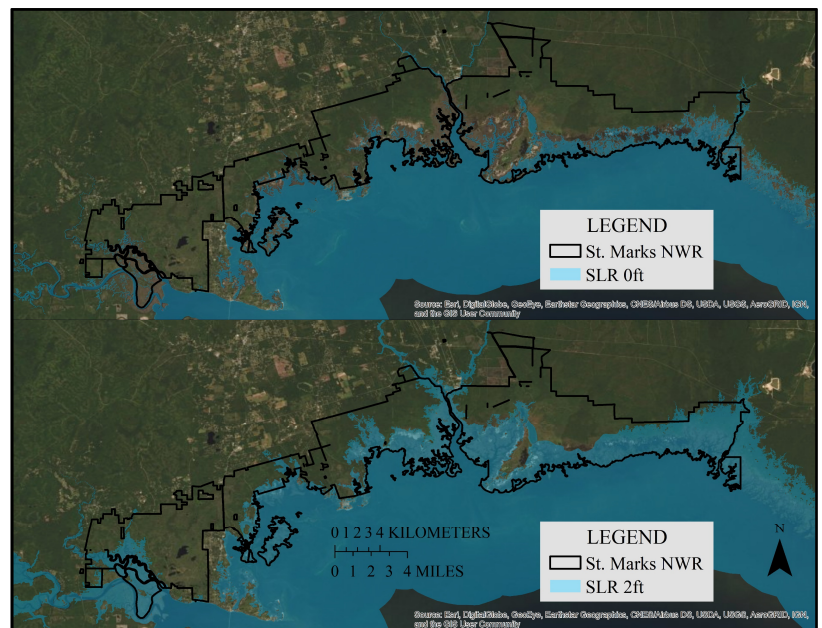 LEGEND
St. Marks NWR
SLR 0ft
Source: Esri, DigitalGlobe, GeoEye, Earthstar Geographics, CNES/Airbus DS, USDA, USGS, AeroGRID, IGN,
and the GIS User Community
0 1 2 3 4 KILOMETERS
0 1 2 3 4 MILES
N
LEGEND
St. Marks NWR
SLR 2ft
Source: Esri, DigitalGlobe, GeoEye, Earthstar Geographics, CNES/Airbus DS, USDA, USGS, AeroGRID, IGN,
and the GIS User Community